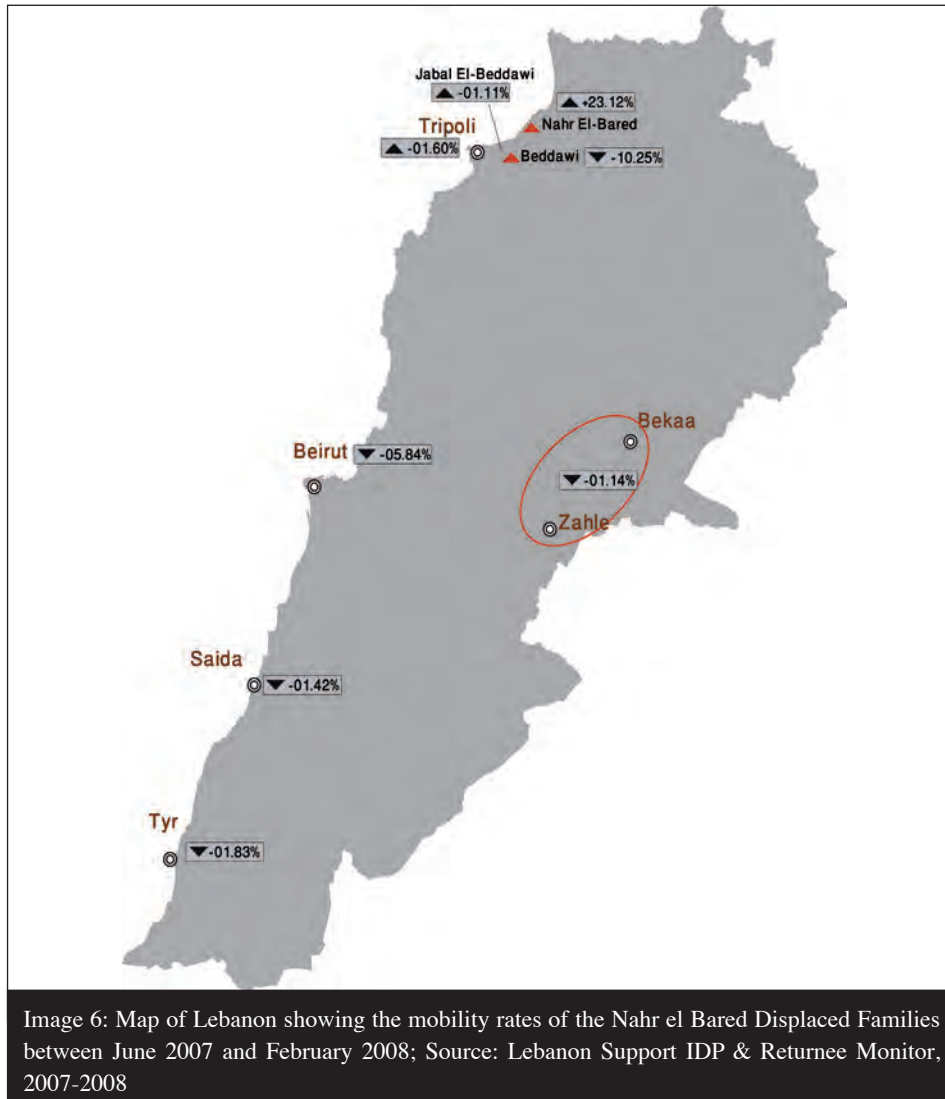 Jabal El-Beddawi
▲ -01.11%
▲ +23.12%
Tripoli
Nahr El-Bared
▲ -01.60%
Beddawi ▼ -10.25%
Bekaa
Beirut ▼ -05.84%
▼ -01.14%
Zahle
Saida
▼ -01.42%
Tyr
▼ -01.83%
Image 6: Map of Lebanon showing the mobility rates of the Nahr el Bared Displaced Families
between June 2007 and February 2008; Source: Lebanon Support IDP & Returnee Monitor,
2007-2008